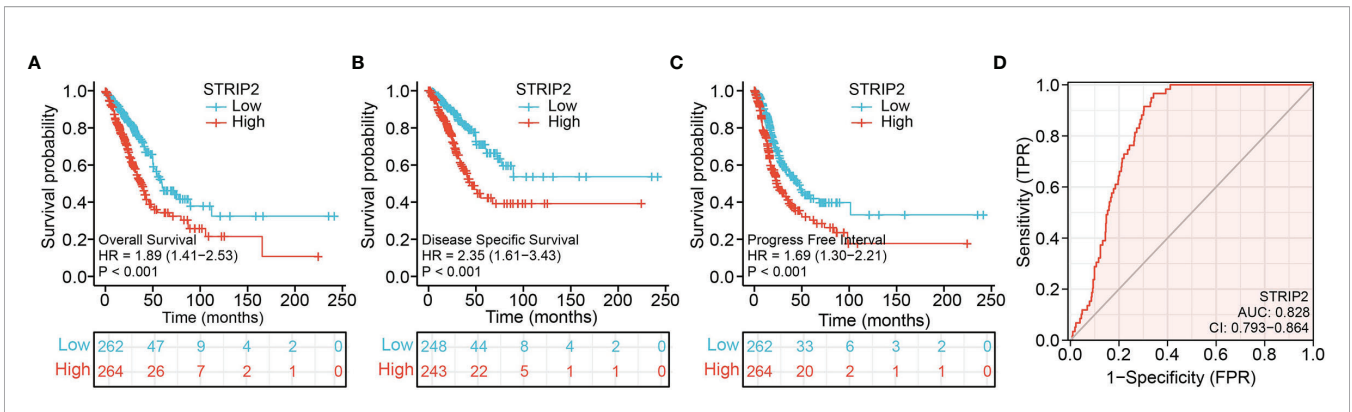 A
STRIP2
Low
High
Survival probability
1.0
0.8
0.6
0.4
0.2
0.0
Overall Survival
HR = 1.89 (1.41−2.53)
P < 0.001
0 50 100 150 200 250
Time (months)
Low 262 47 9 4 2 0
High 264 26 7 2 1 0
B
STRIP2
Low
High
Survival probability
1.0
0.8
0.6
0.4
0.2
0.0
Disease Specific Survival
HR = 2.35 (1.61−3.43)
P < 0.001
0 50 100 150 200 250
Time (months)
Low 248 44 8 4 2 0
High 243 22 5 1 1 0
C
STRIP2
Low
High
Survival probability
1.0
0.8
0.6
0.4
0.2
0.0
Progress Free Interval
HR = 1.69 (1.30−2.21)
P < 0.001
0 50 100 150 200 250
Time (months)
Low 262 33 6 3 2 0
High 264 20 2 1 1 0
D
Sensitivity (TPR)
1.0
0.8
0.6
0.4
0.2
0.0
STRIP2
AUC: 0.828
CI: 0.793−0.864
0.0 0.2 0.4 0.6 0.8 1.0
1−Specificity (FPR)